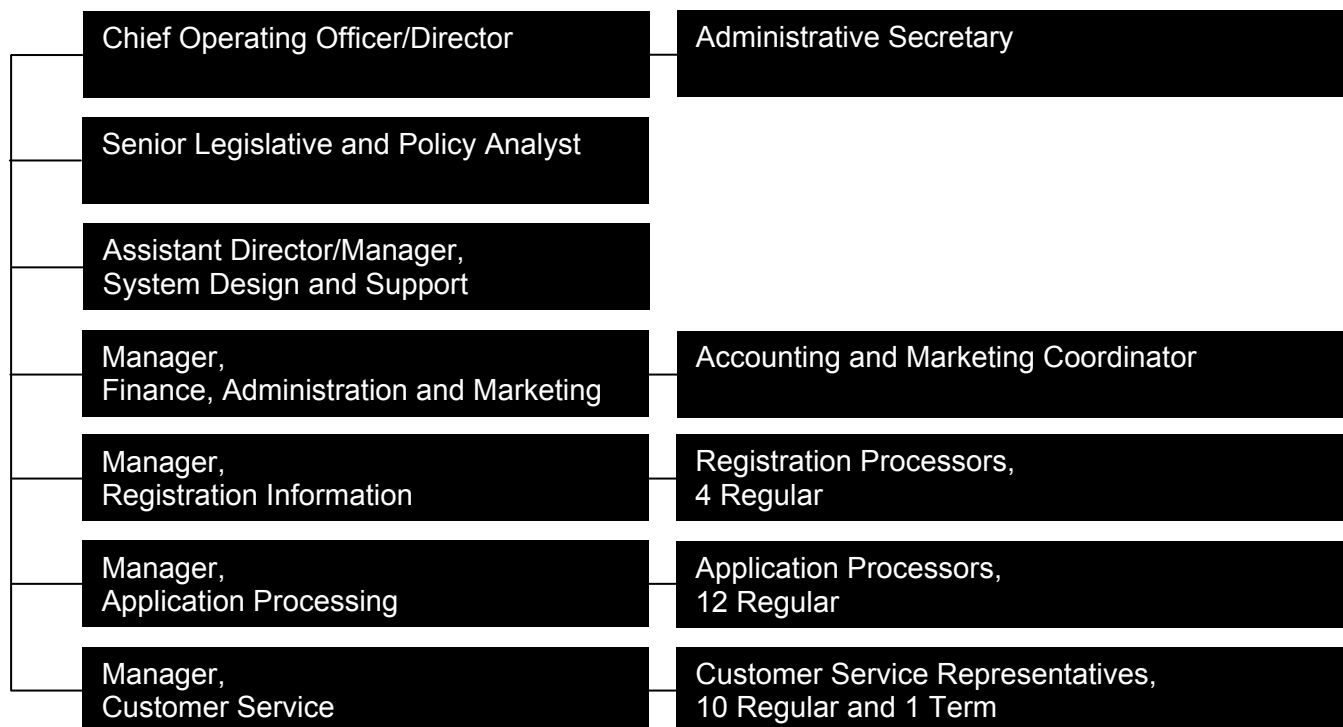 Chief Operating Officer/Director
Administrative Secretary
Senior Legislative and Policy Analyst
Assistant Director/Manager,
System Design and Support
Manager,
Finance, Administration and Marketing
Accounting and Marketing Coordinator
Manager,
Registration Information
Registration Processors,
4 Regular
Manager,
Application Processing
Application Processors,
12 Regular
Manager,
Customer Service
Customer Service Representatives,
10 Regular and 1 Term